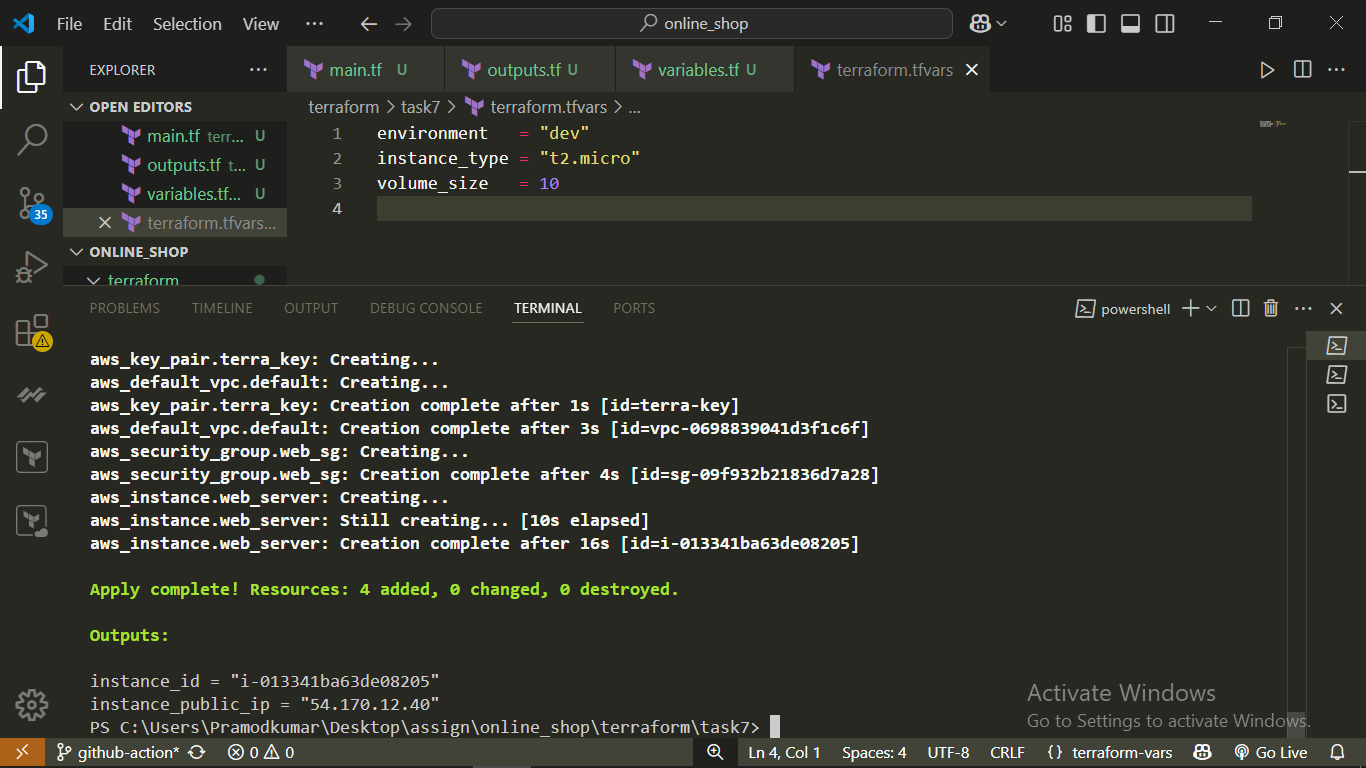 File Edit Selection View ··· online_shop
EXPLORER ···
main.tf U outputs.tf U variables.tf U terraform.tfvars
OPEN EDITORS
main.tf terr... U
outputs.tf t... U
variables.tf... U
terraform.tfvars...
ONLINE_SHOP
terraform
35
terraform > task7 > terraform.tfvars > ...
1 environment = "dev"
2 instance_type = "t2.micro"
3 volume_size = 10
4
PROBLEMS TIMELINE OUTPUT DEBUG CONSOLE TERMINAL PORTS
powershell
aws_key_pair.terra_key: Creating...
aws_default_vpc.default: Creating...
aws_key_pair.terra_key: Creation complete after 1s [id=terra-key]
aws_default_vpc.default: Creation complete after 3s [id=vpc-0698839041d3f1c6f]
aws_security_group.web_sg: Creating...
aws_security_group.web_sg: Creation complete after 4s [id=sg-09f932b21836d7a28]
aws_instance.web_server: Creating...
aws_instance.web_server: Still creating... [10s elapsed]
aws_instance.web_server: Creation complete after 16s [id=i-013341ba63de08205]
Apply complete! Resources: 4 added, 0 changed, 0 destroyed.
Outputs:
instance_id = "i-013341ba63de08205"
instance_public_ip = "54.170.12.40"
PS C:\Users\Pramodkumar\Desktop\assign\online_shop\terraform\task7>
Activate Windows
Go to Settings to activate Windows.
github-action* 0 0 Ln 4, Col 1 Spaces: 4 UTF-8 CRLF {} terraform-vars Go Live